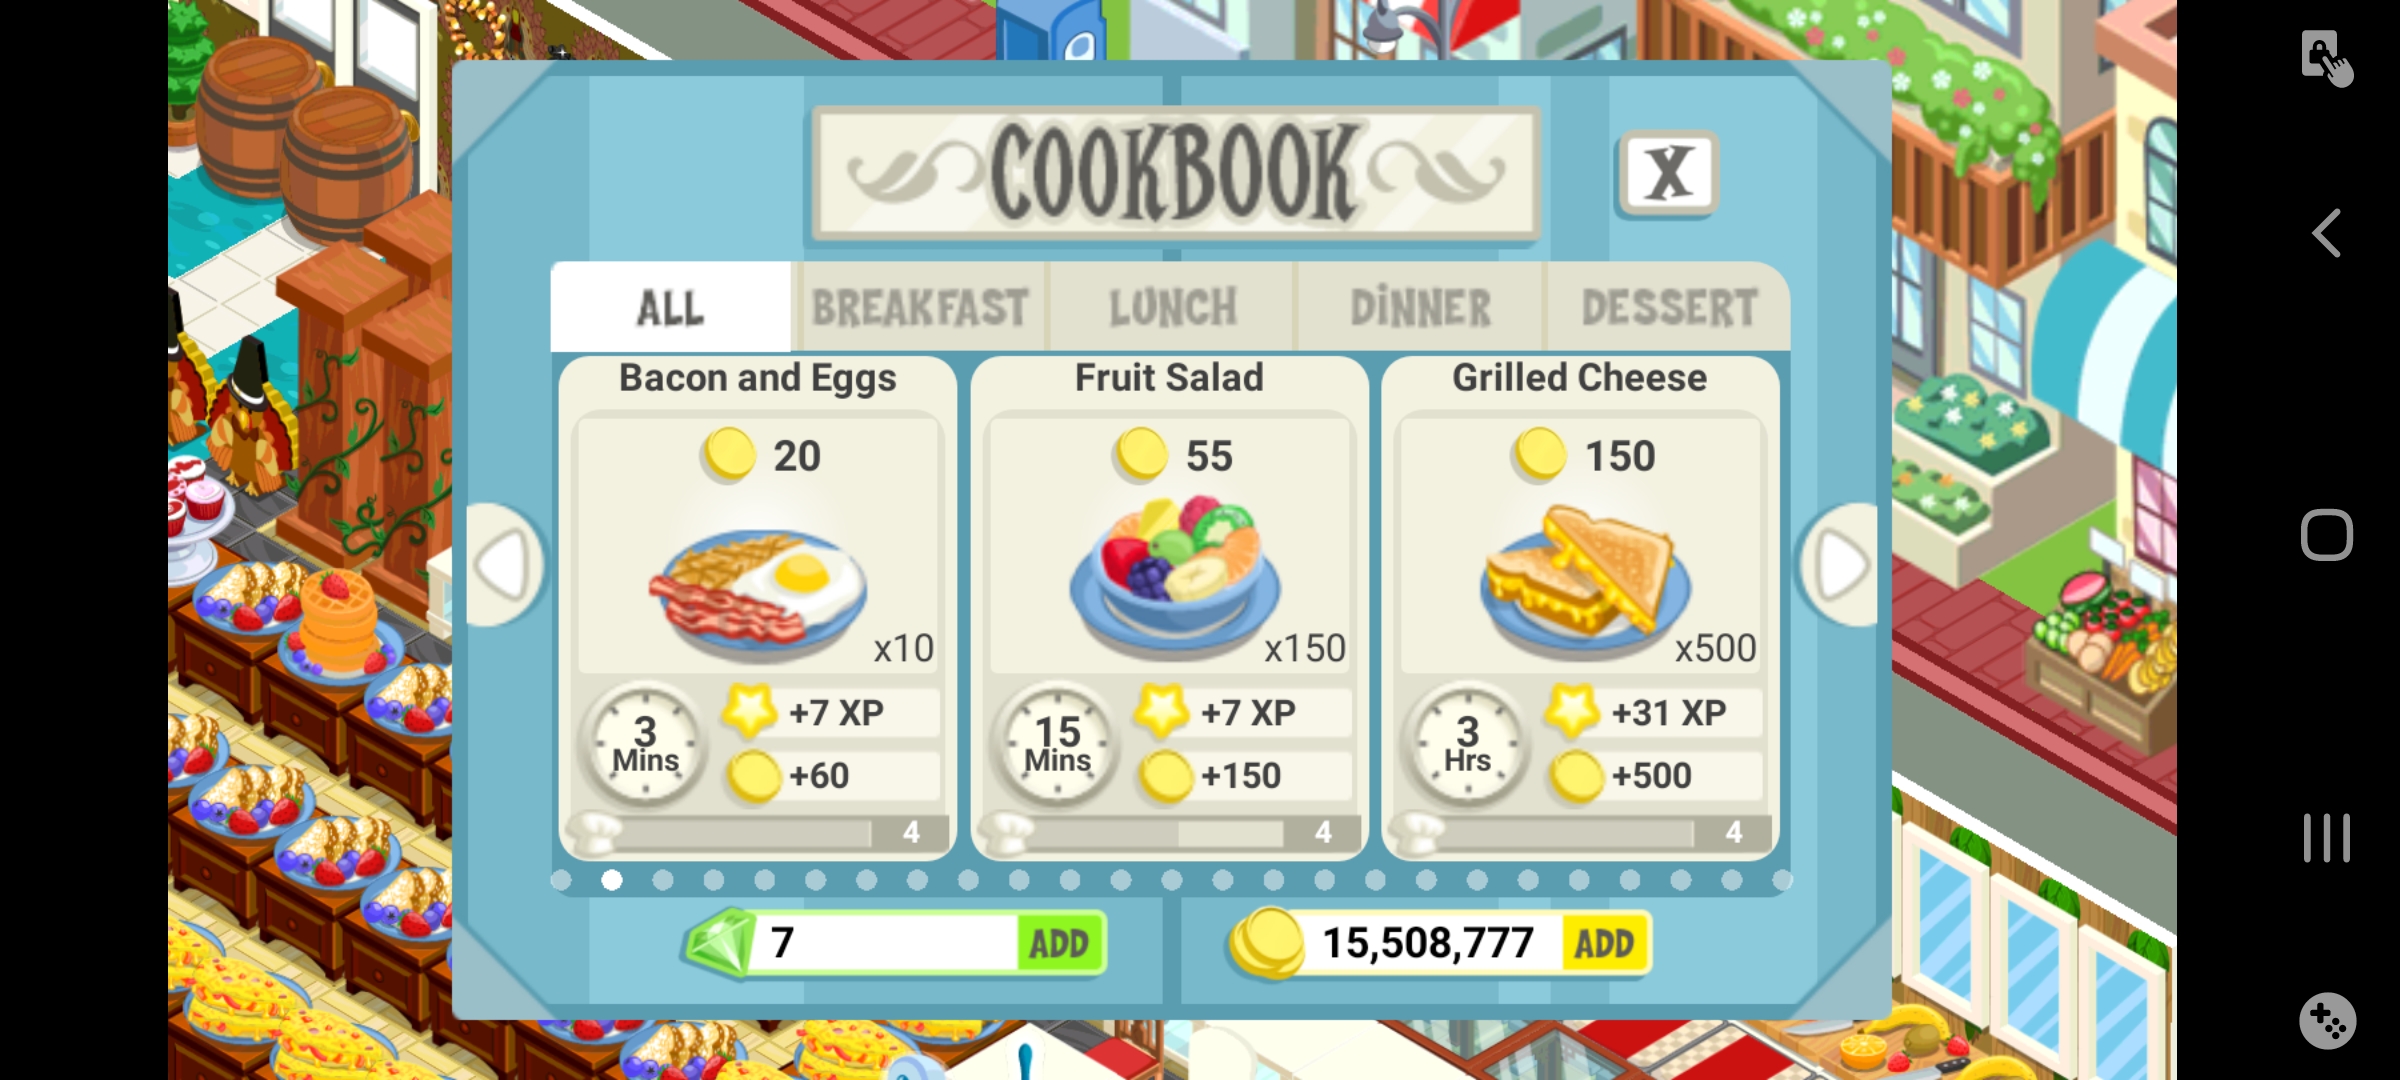 COOKBOOK
X
ALL BREAKFAST LUNCH DINNER DESSERT
Bacon and Eggs
20
x10
3 Mins
+7 XP
+60
4
Fruit Salad
55
x150
15 Mins
+7 XP
+150
4
Grilled Cheese
150
x500
3 Hrs
+31 XP
+500
4
7 ADD
15,508,777 ADD